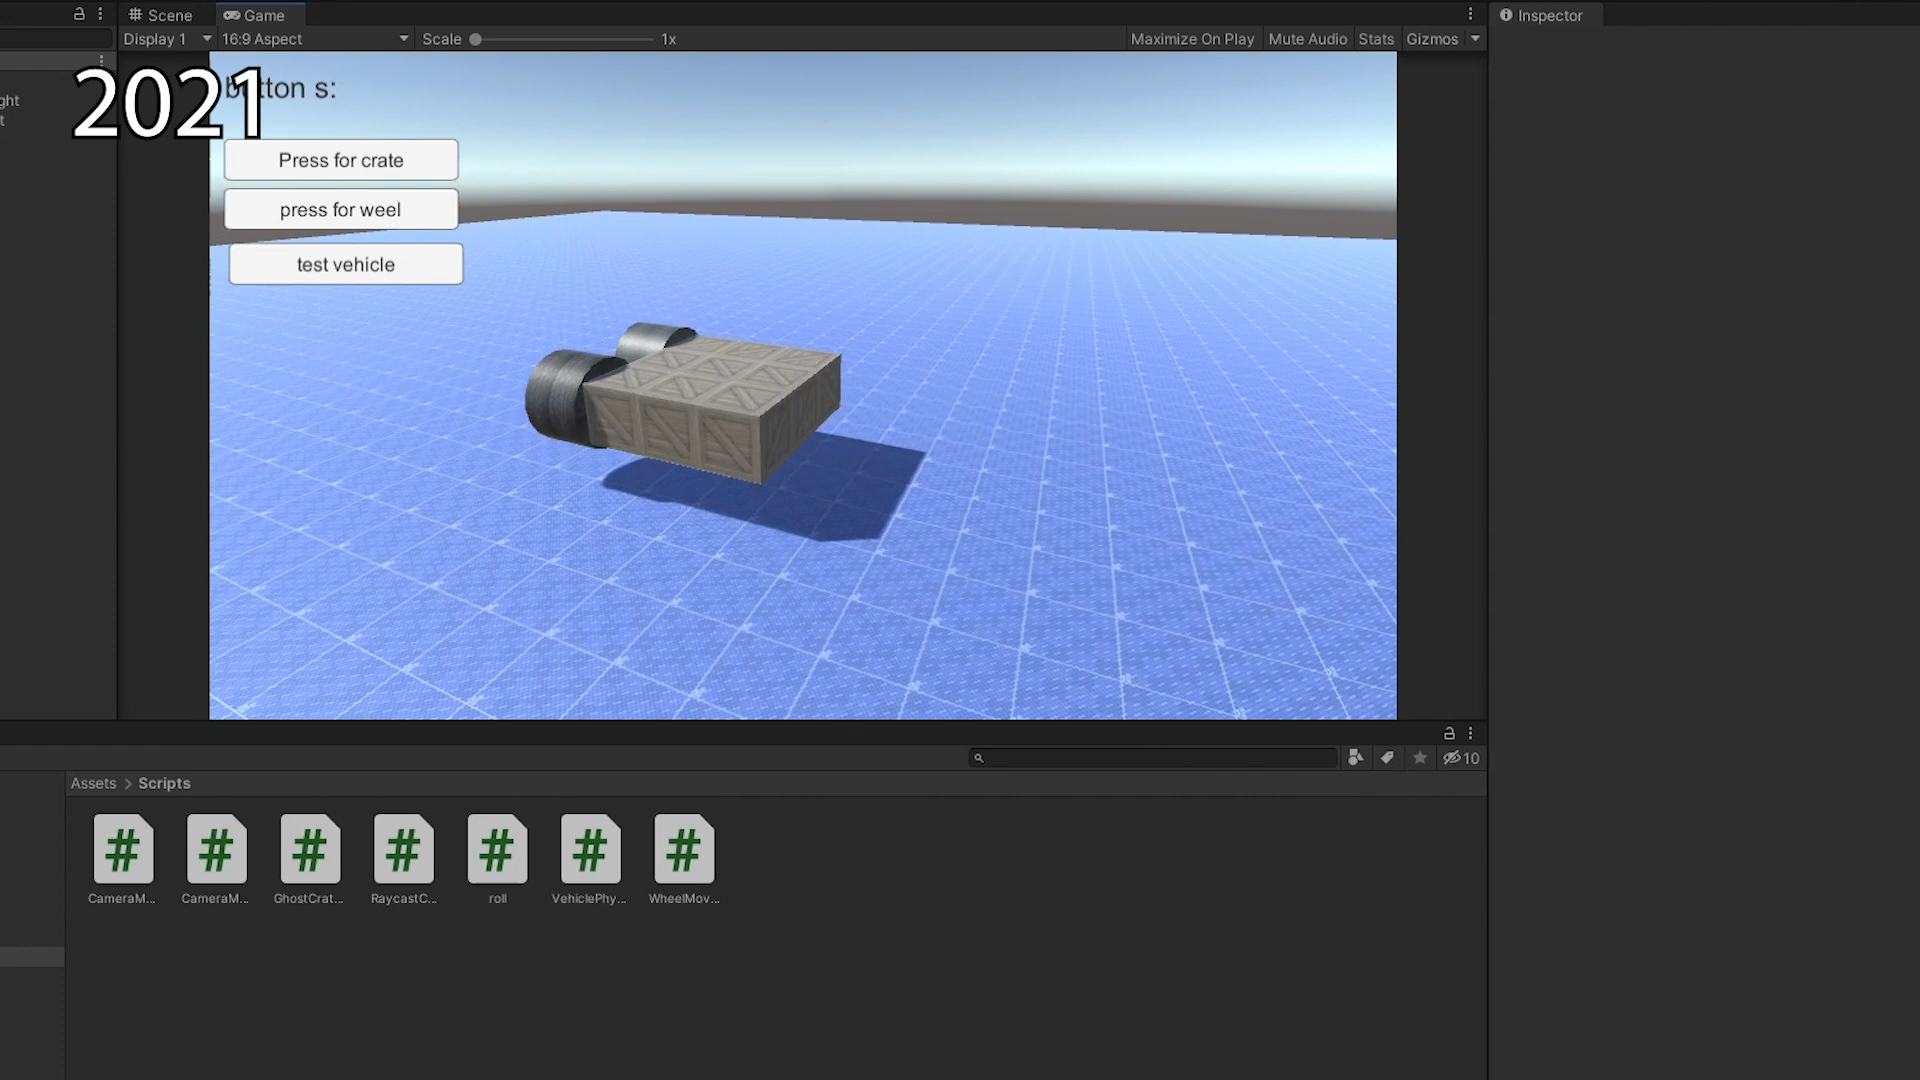 Scene
Game
Inspector
Display 1
16:9 Aspect
Scale
1x
Maximize On Play
Mute Audio
Stats
Gizmos
2021
button s:
ght
t
Press for crate
press for weel
test vehicle
10
Assets > Scripts
CameraM...
CameraM...
GhostCrat...
RaycastC...
roll
VehiclePhy...
WheelMov...